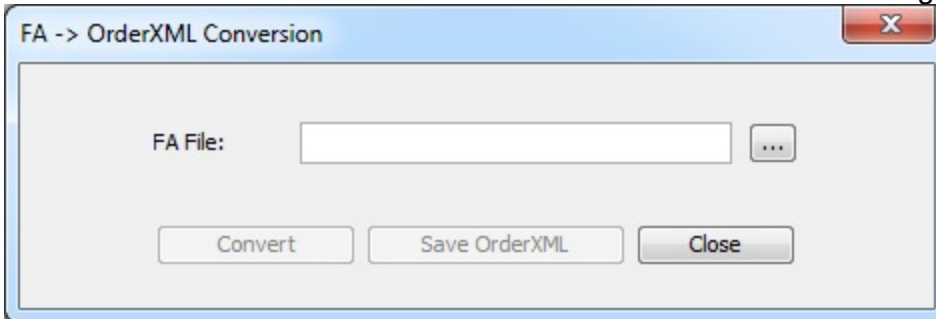 FA -> OrderXML Conversion
FA File:
...
Convert Save OrderXML Close